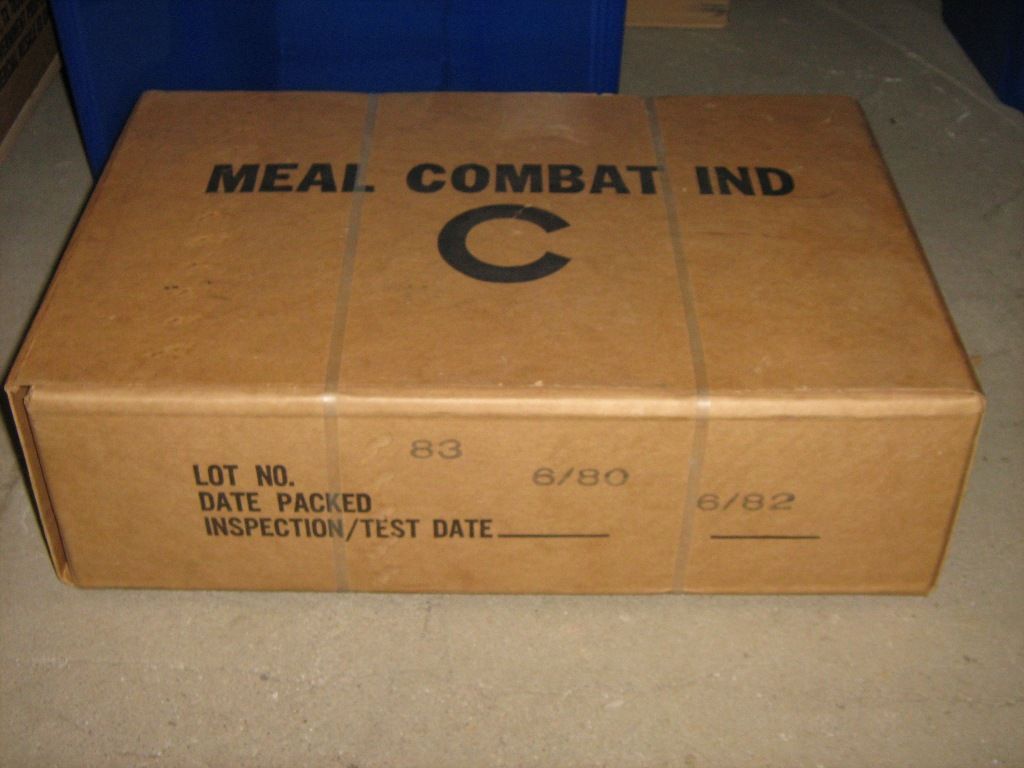 MEAL COMBAT IND
C
83
LOT NO.
6/80
DATE PACKED
6/82
INSPECTION/TEST DATE